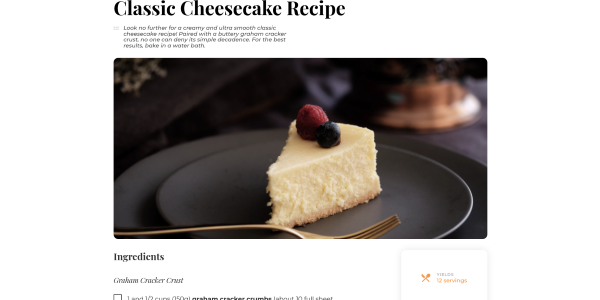 Classic Cheesecake Recipe
Look no further for a creamy and ultra smooth classic
cheesecake recipe! Paired with a buttery graham cracker
crust, no one can deny its simple decadence. For the best
results, bake in a water bath.
Ingredients
YIELDS
12 servings
Graham Cracker Crust
1 and 1/2 cups (150g) graham cracker crumbs (about 10 full sheet